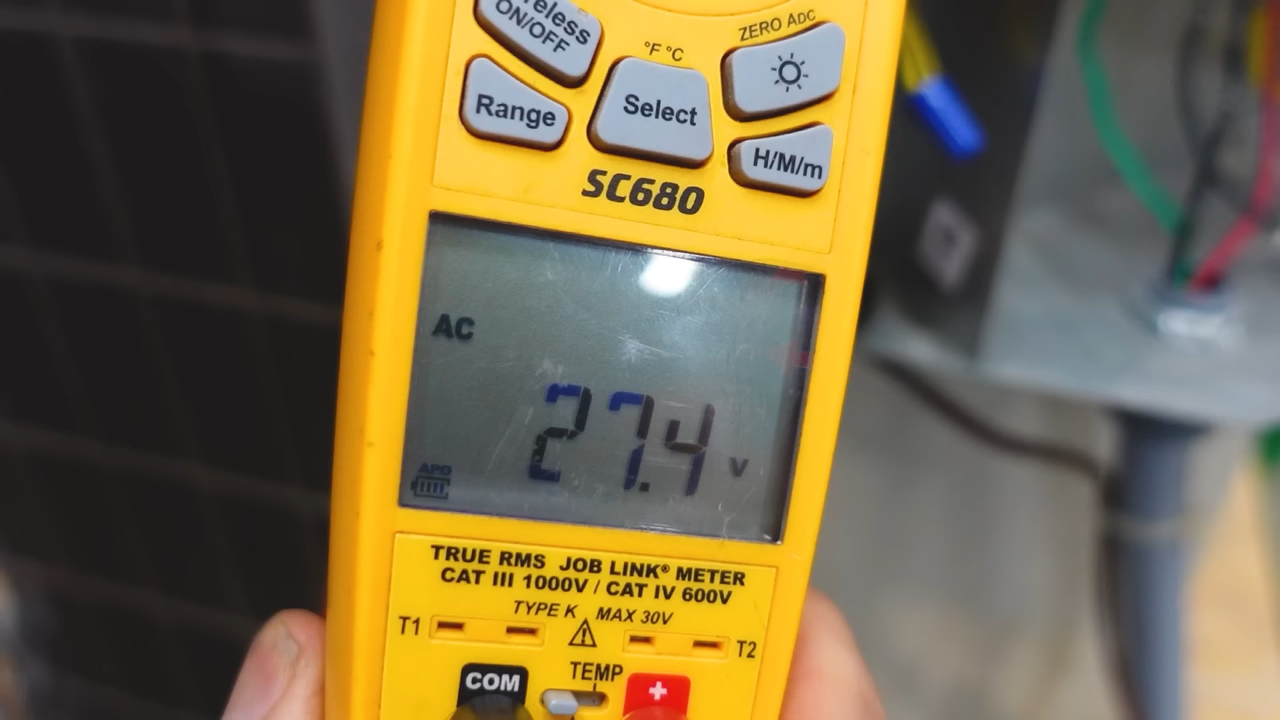 ZERO ADC
ON/OFF
°F °C
Range
Select
H/M/m
SC680
AC
27.4 v
APO
TRUE RMS JOB LINK® METER
CAT III 1000V / CAT IV 600V
TYPE K MAX 30V
T1
T2
TEMP
COM
+